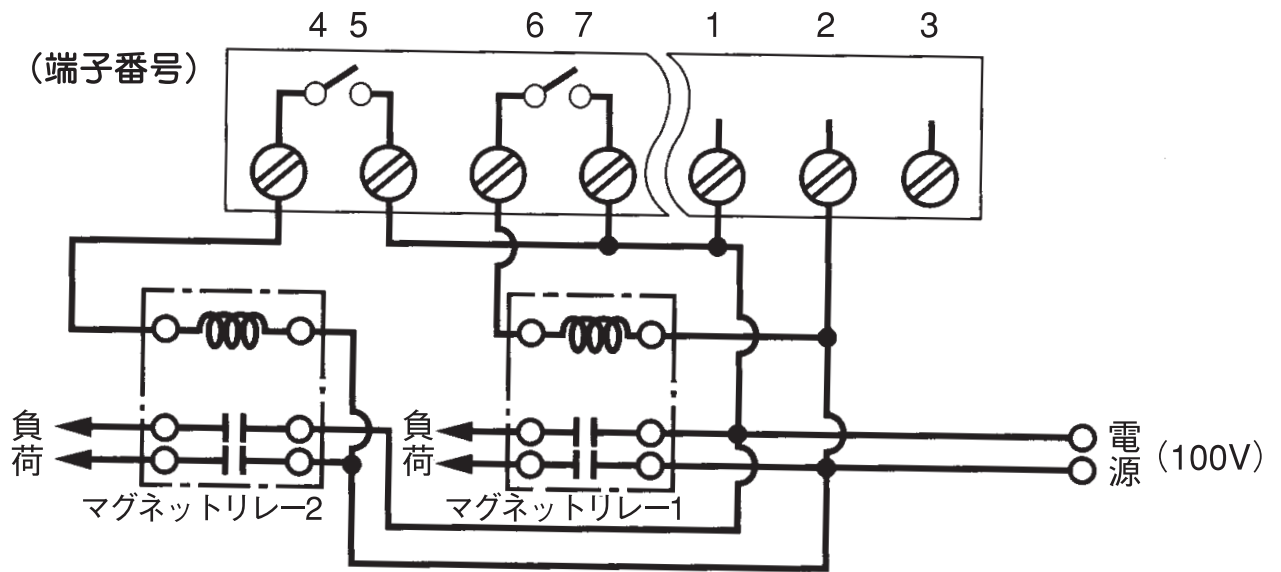 4 5 6 7 1 2 3
(端子番号)
負荷
負荷
電源 (100V)
マグネットリレー2
マグネットリレー1